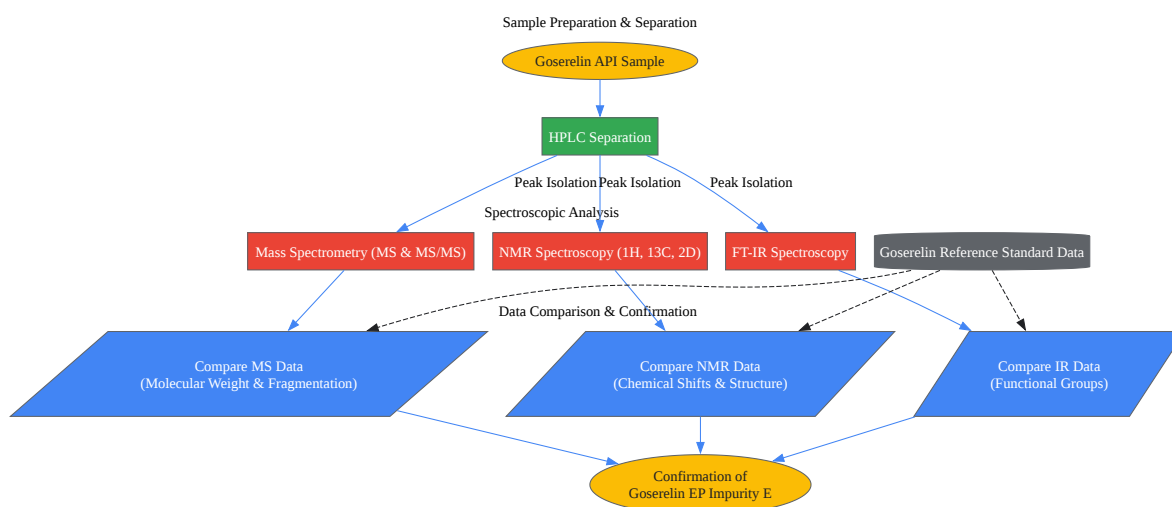 Sample Preparation & Separation
Goserelin API Sample
HPLC Separation
Peak Isolation
Peak Isolation
Peak Isolation
Spectroscopic Analysis
Mass Spectrometry (MS & MS/MS)
NMR Spectroscopy (1H, 13C, 2D)
FT-IR Spectroscopy
Goserelin Reference Standard Data
Data Comparison & Confirmation
Compare MS Data
(Molecular Weight & Fragmentation)
Compare NMR Data
(Chemical Shifts & Structure)
Compare IR Data
(Functional Groups)
Confirmation of
Goserelin EP Impurity E